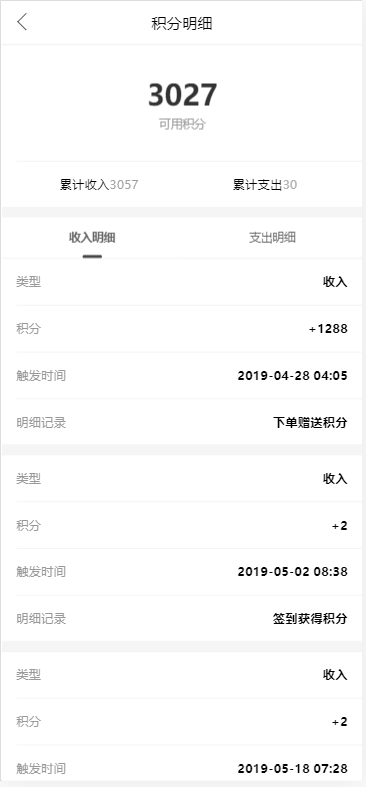 积分明细
3027
可用积分
累计收入3057 累计支出30
收入明细 支出明细
类型 收入
积分 +1288
触发时间 2019-04-28 04:05
明细记录 下单赠送积分
类型 收入
积分 +2
触发时间 2019-05-02 08:38
明细记录 签到获得积分
类型 收入
积分 +2
触发时间 2019-05-18 07:28